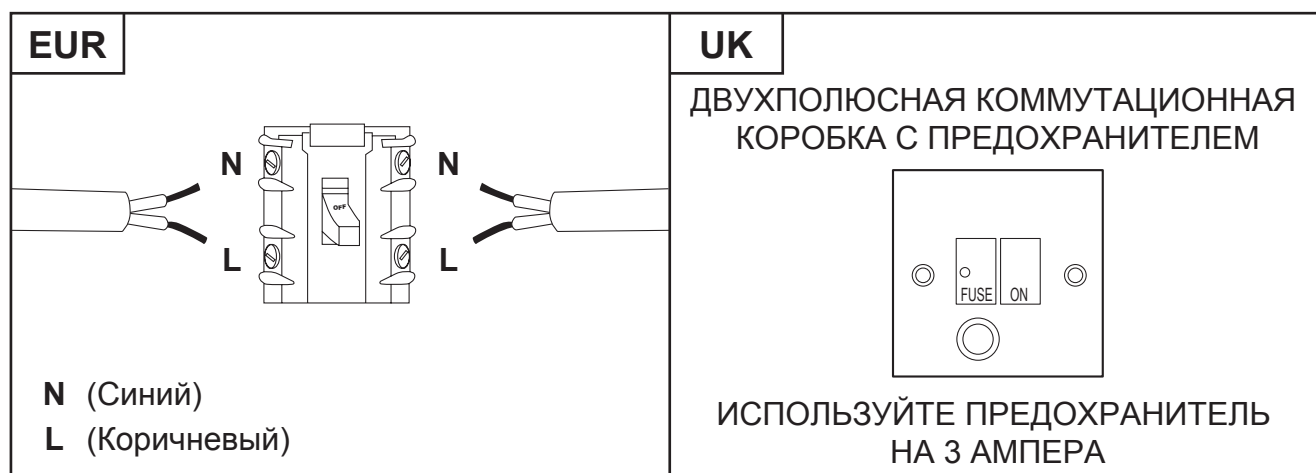 EUR
N
N
OFF
L
L
N (Синий)
L (Коричневый)
UK
ДВУХПОЛЮСНАЯ КОММУТАЦИОННАЯ
КОРОБКА С ПРЕДОХРАНИТЕЛЕМ
FUSE ON
ИСПОЛЬЗУЙТЕ ПРЕДОХРАНИТЕЛЬ
НА 3 АМПЕРА